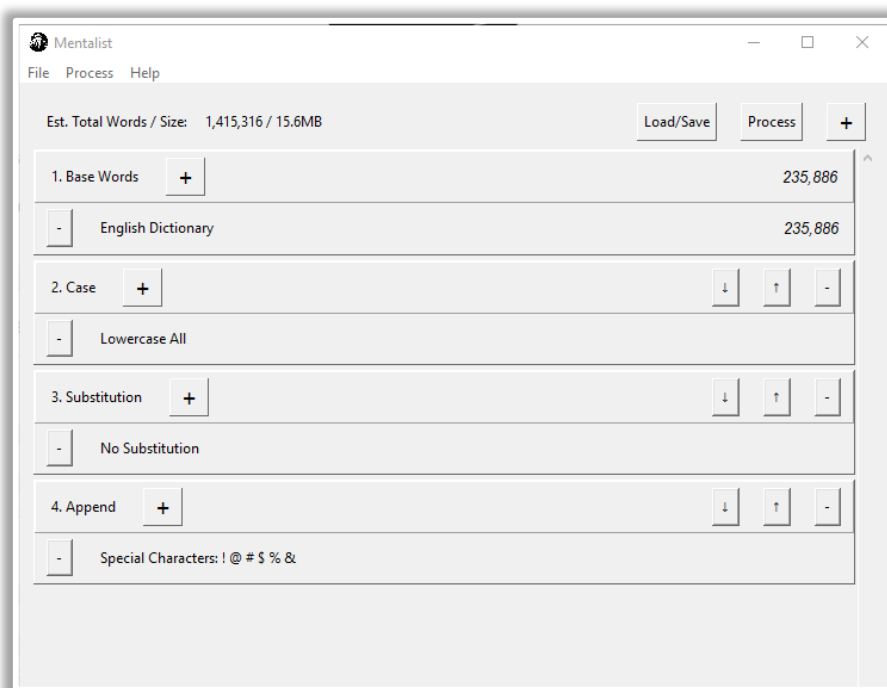 Mentalist
File Process Help
Est. Total Words / Size: 1,415,316 / 15.6MB Load/Save Process +
1. Base Words + 235,886
- English Dictionary 235,886
2. Case + ↓ ↑ -
- Lowercase All
3. Substitution + ↓ ↑ -
- No Substitution
4. Append + ↓ ↑ -
- Special Characters: ! @ # $ % &